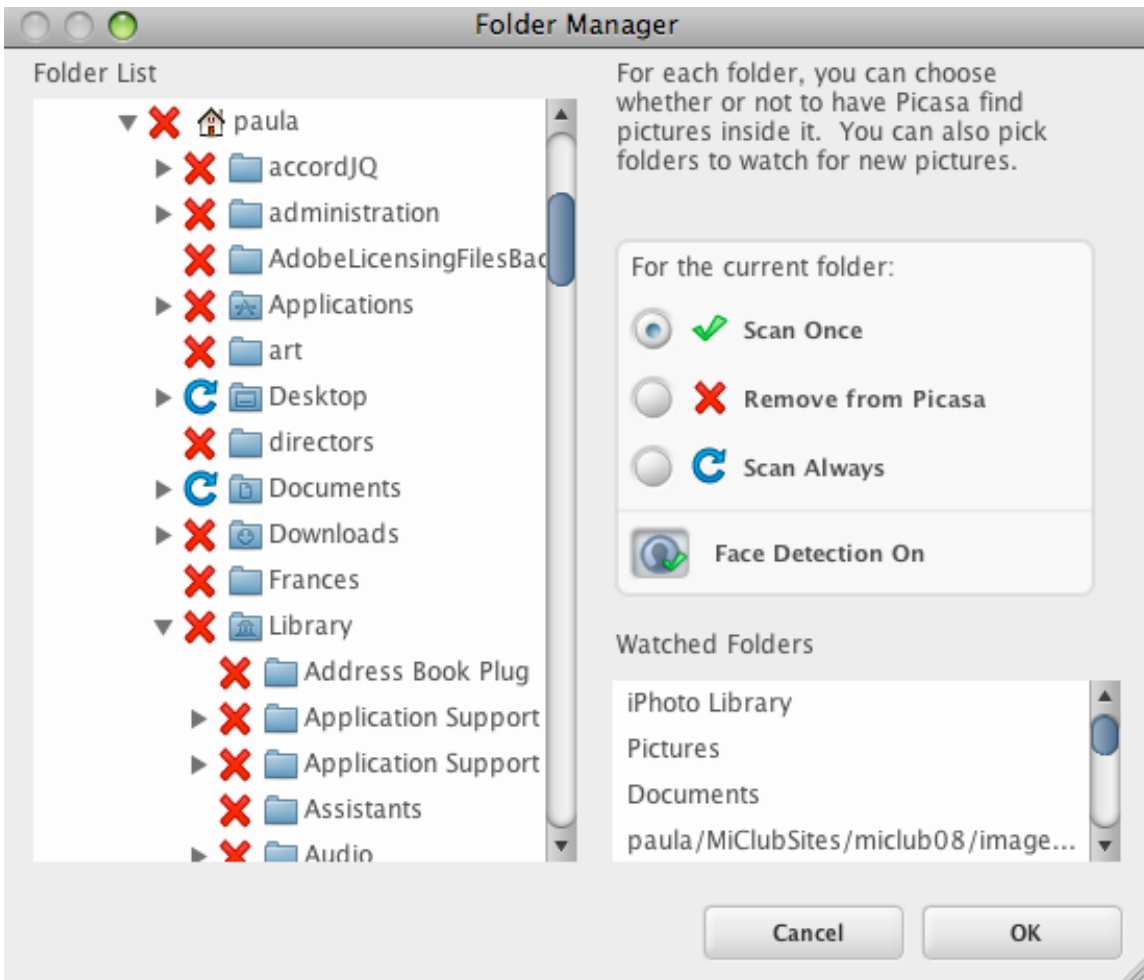 Folder Manager
Folder List
paula
accordJQ
administration
AdobeLicensingFilesBac
Applications
art
Desktop
directors
Documents
Downloads
Frances
Library
Address Book Plug
Application Support
Application Support
Assistants
Audio
For each folder, you can choose
whether or not to have Picasa find
pictures inside it. You can also pick
folders to watch for new pictures.
For the current folder:
Scan Once
Remove from Picasa
Scan Always
Face Detection On
Watched Folders
iPhoto Library
Pictures
Documents
paula/MiClubSites/miclub08/image...
Cancel
OK